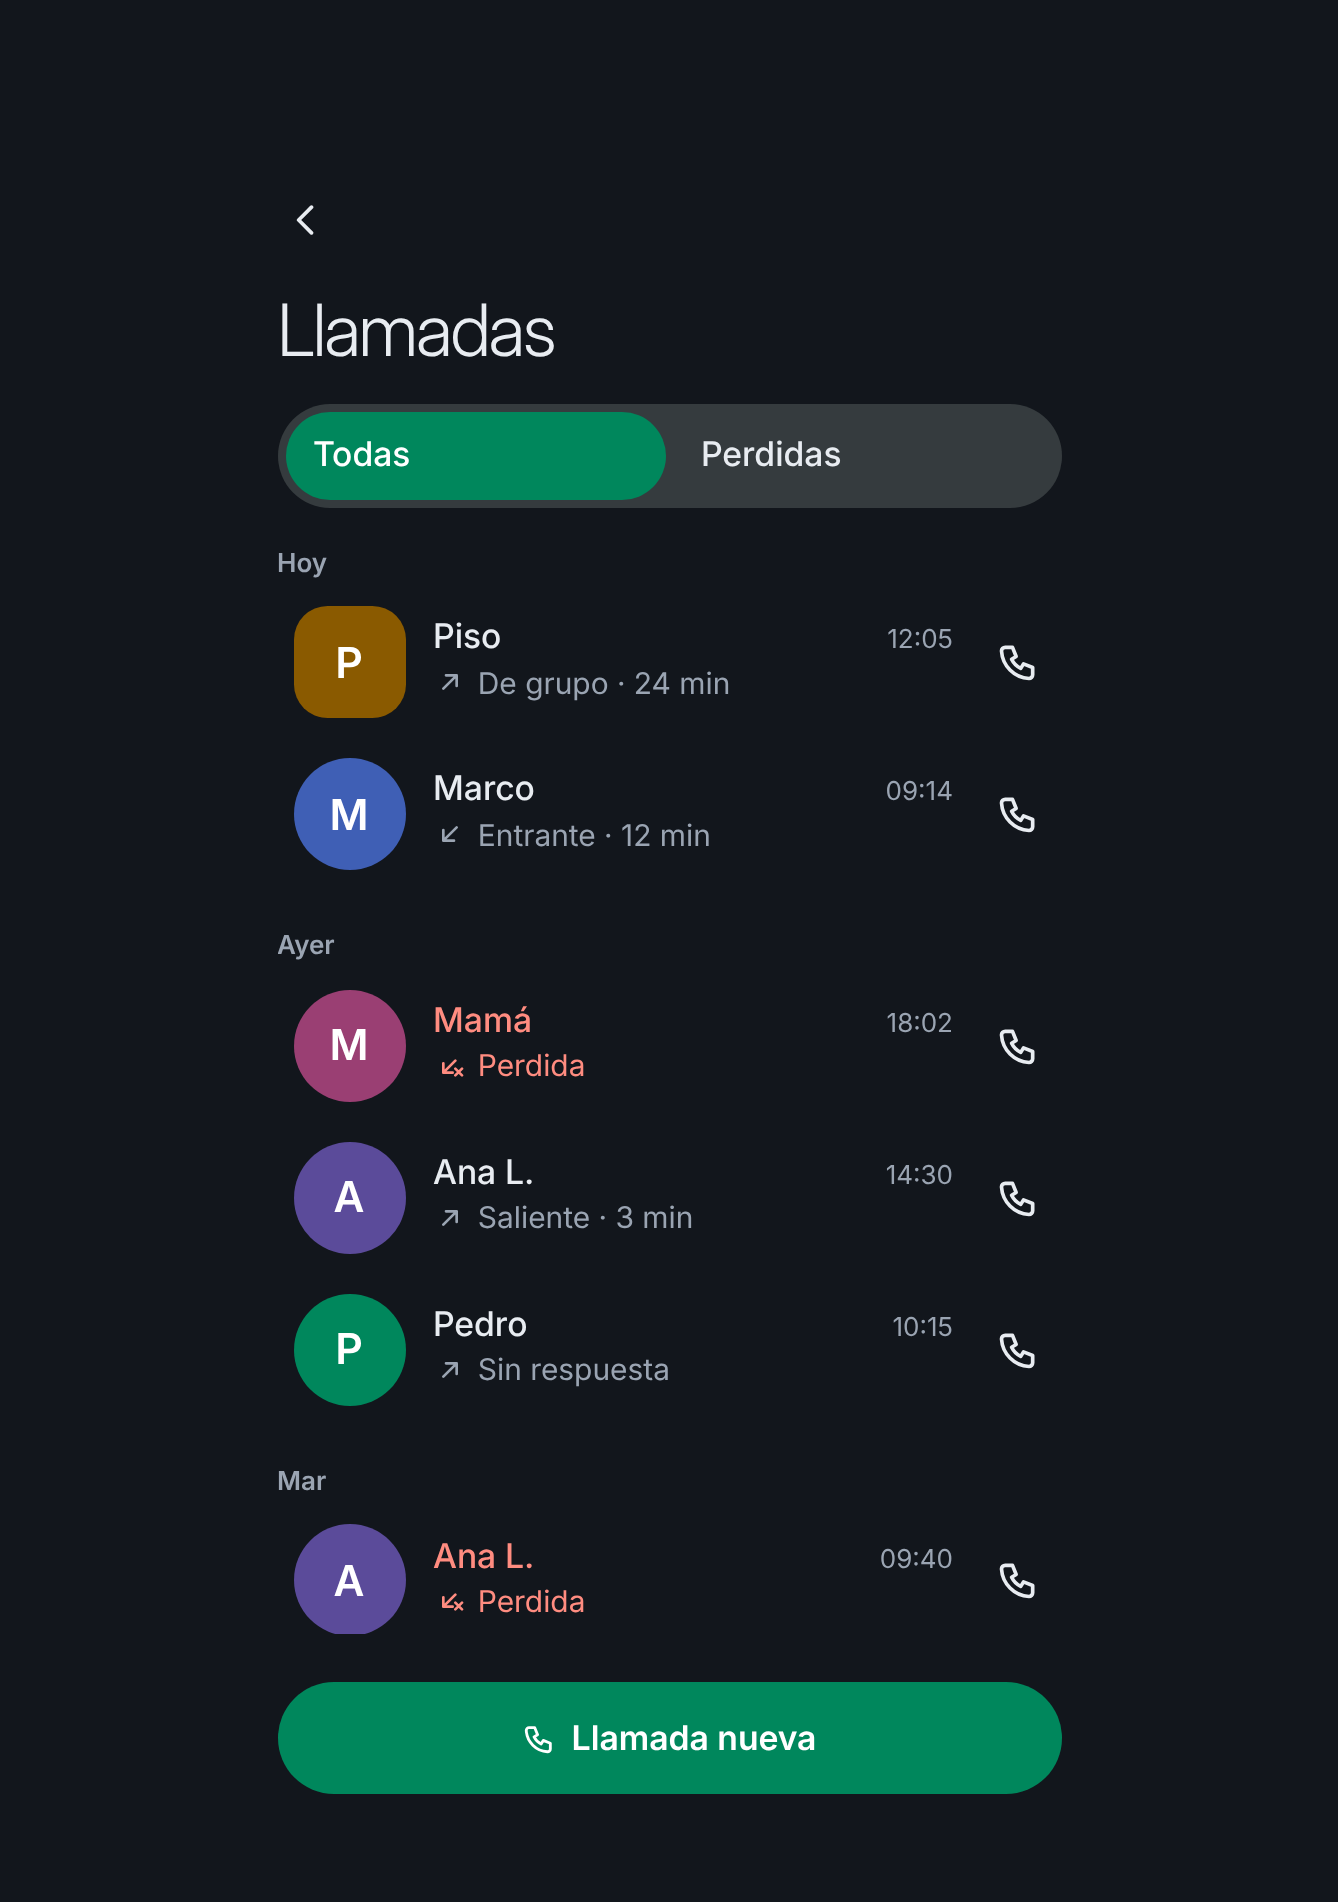 Llamadas
Todas Perdidas
Hoy
P
Piso 12:05
De grupo · 24 min
M
Marco 09:14
Entrante · 12 min
Ayer
M
Mamá 18:02
Perdida
A
Ana L. 14:30
Saliente · 3 min
P
Pedro 10:15
Sin respuesta
Mar
A
Ana L. 09:40
Perdida
Llamada nueva